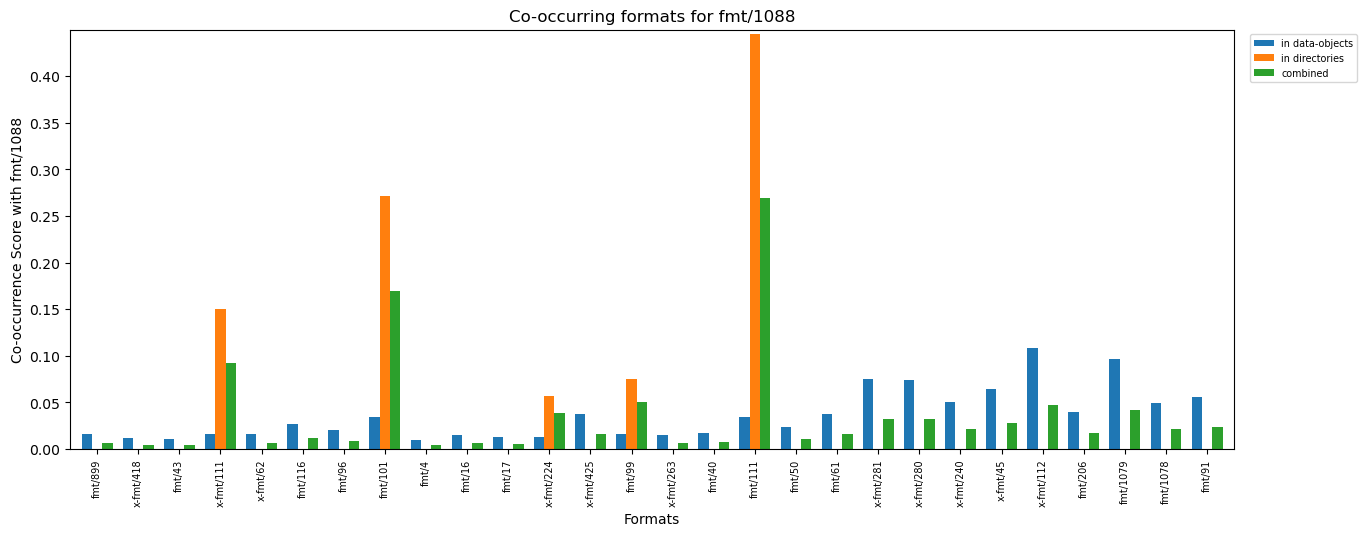 Co-occurring formats for fmt/1088
in data-objects
in directories
combined
Co-occurrence Score with fmt/1088
0.40
0.35
0.30
0.25
0.20
0.15
0.10
0.05
0.00
fmt/899
x-fmt/418
fmt/43
x-fmt/111
x-fmt/62
fmt/116
fmt/96
fmt/101
fmt/4
fmt/16
fmt/17
x-fmt/224
x-fmt/425
fmt/99
x-fmt/263
fmt/40
fmt/111
fmt/50
fmt/61
x-fmt/281
x-fmt/280
x-fmt/240
x-fmt/45
x-fmt/112
fmt/206
fmt/1079
fmt/1078
fmt/91
Formats